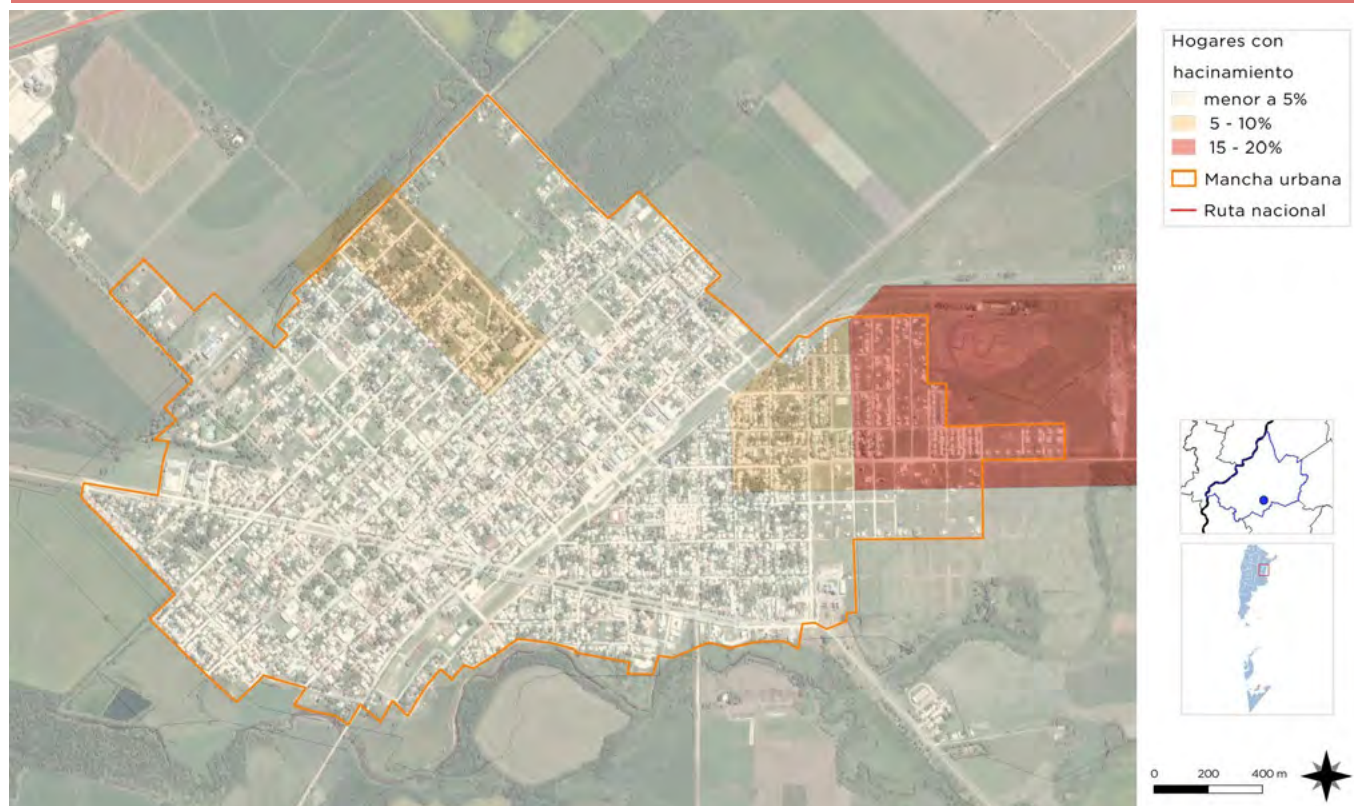 Hogares con
hacinamiento
menor a 5%
5 - 10%
15 - 20%
Mancha urbana
Ruta nacional
0 200 400 m